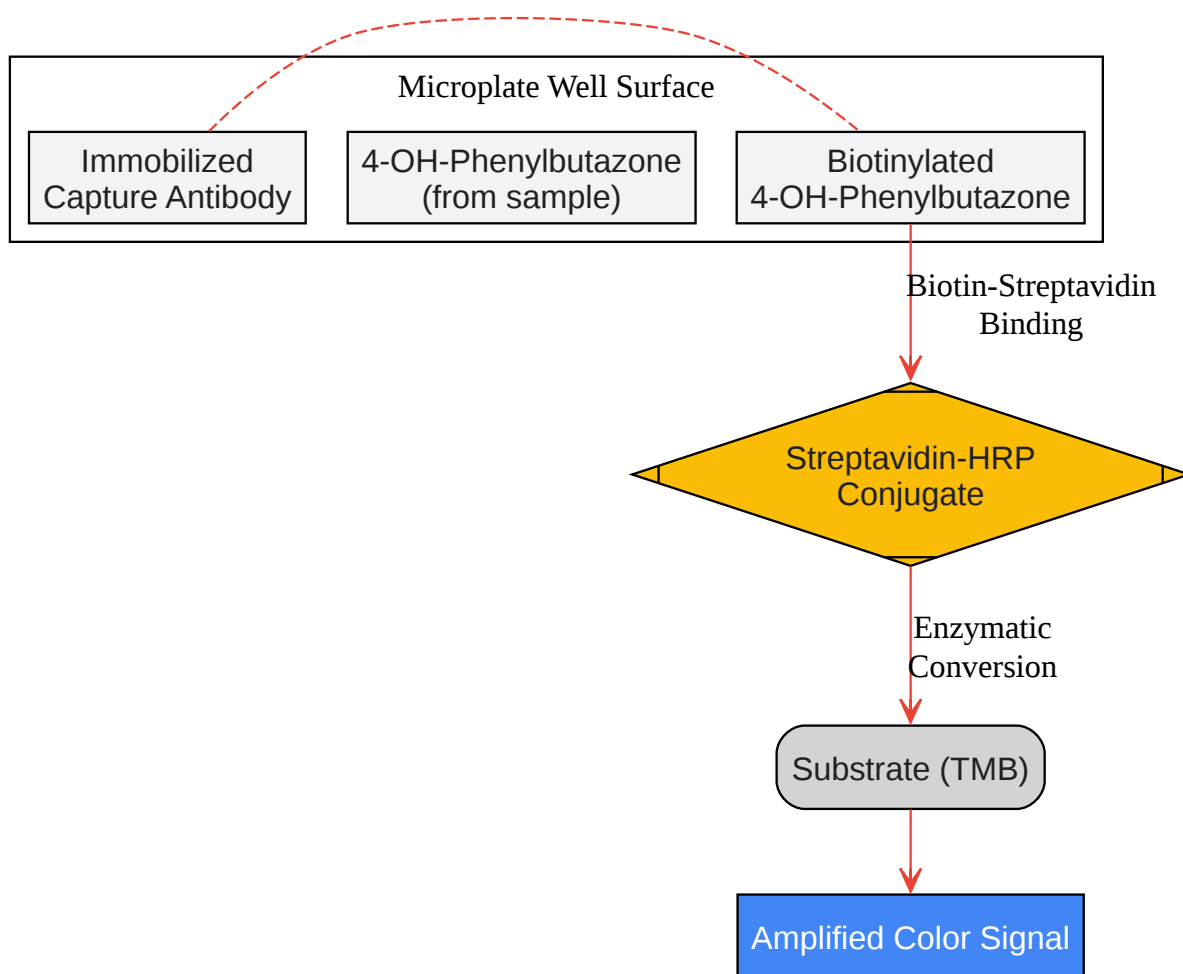 Microplate Well Surface
Immobilized
Capture Antibody
4-OH-Phenylbutazone
(from sample)
Biotinylated
4-OH-Phenylbutazone
Biotin-Streptavidin
Binding
Streptavidin-HRP
Conjugate
Enzymatic
Conversion
Substrate (TMB)
Amplified Color Signal